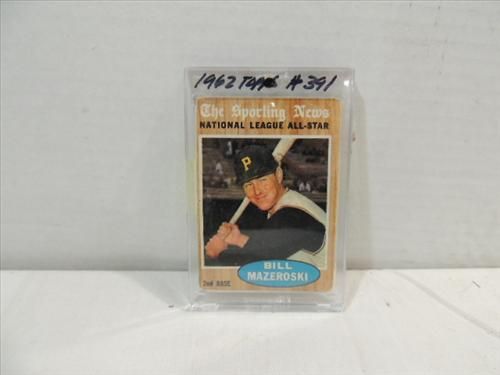 1962 TOPPS # 391
The Sporting News
NATIONAL LEAGUE ALL-STAR
P
BILL
MAZEROSKI
2nd BASE